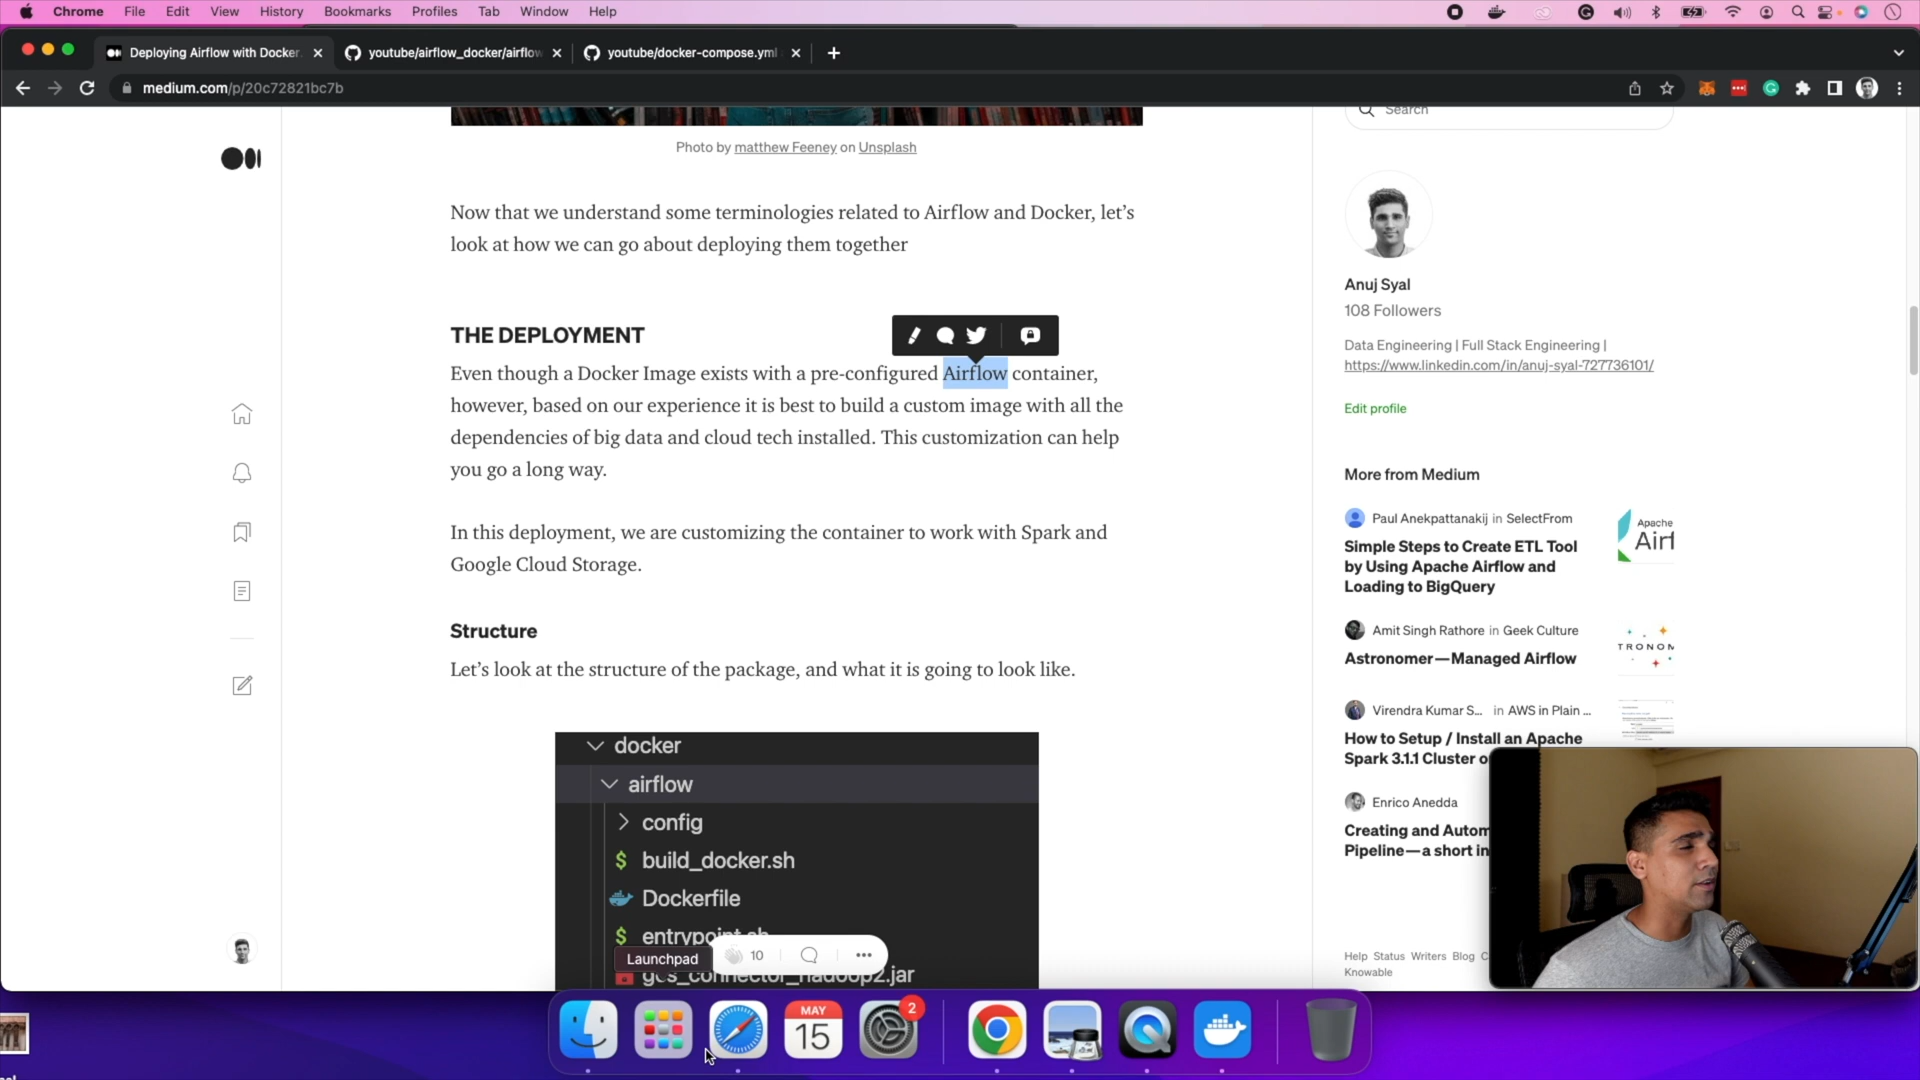 Chrome File Edit View History Bookmarks Profiles Tab Window Help
Deploying Airflow with Docker
youtube/airflow_docker/airflow
youtube/docker-compose.yml
medium.com/p/20c72821bc7b
Search
Photo by matthew Feeney on Unsplash
Now that we understand some terminologies related to Airflow and Docker, let’s
look at how we can go about deploying them together
THE DEPLOYMENT
Even though a Docker Image exists with a pre-configured Airflow container,
however, based on our experience it is best to build a custom image with all the
dependencies of big data and cloud tech installed. This customization can help
you go a long way.
In this deployment, we are customizing the container to work with Spark and
Google Cloud Storage.
Structure
Let’s look at the structure of the package, and what it is going to look like.
docker
airflow
config
$ build_docker.sh
Dockerfile
$ entrypoint.sh
gcs_connector_hadoop2.jar
Launchpad
10
Anuj Syal
108 Followers
Data Engineering | Full Stack Engineering |
https://www.linkedin.com/in/anuj-syal-727736101/
Edit profile
More from Medium
Paul Anekpattanakij in SelectFrom
Simple Steps to Create ETL Tool
by Using Apache Airflow and
Loading to BigQuery
Apache
Airf
Amit Singh Rathore in Geek Culture
Astronomer—Managed Airflow
TRONOM
Virendra Kumar S... in AWS in Plain ...
How to Setup / Install an Apache
Spark 3.1.1 Cluster o
Enrico Anedda
Creating and Autom
Pipeline—a short in
Help Status Writers Blog C
Knowable
MAY
15
2